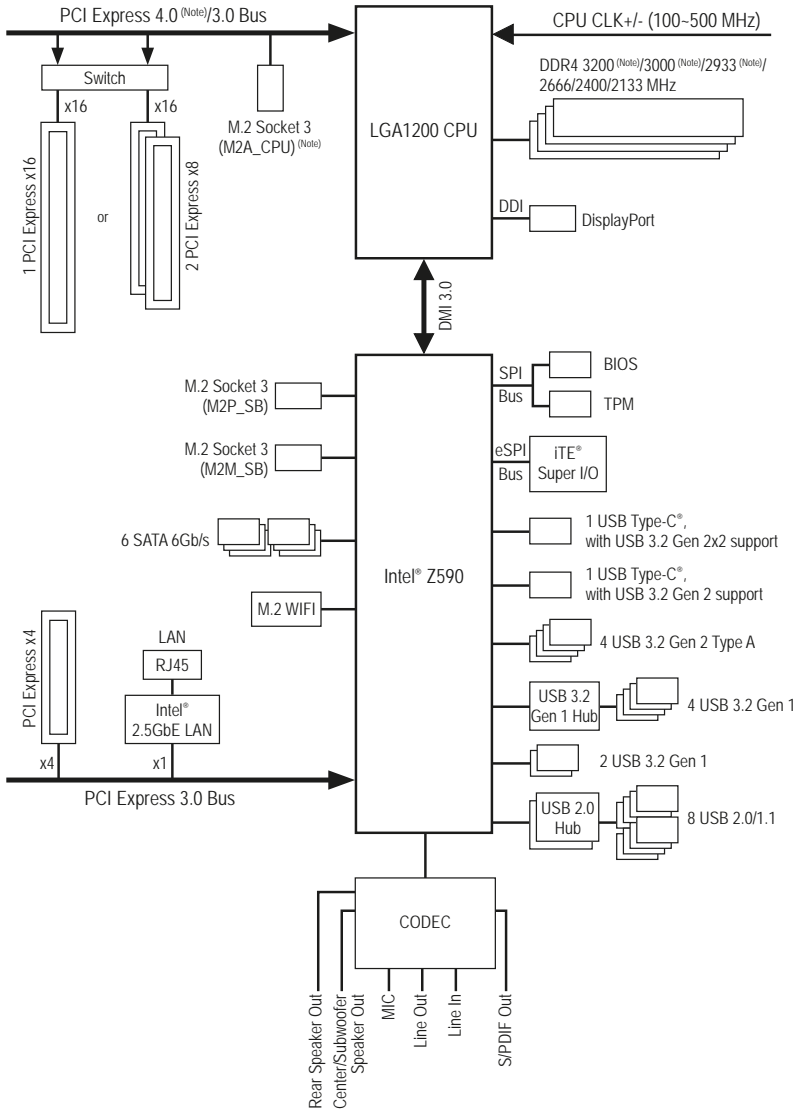 PCI Express 4.0 (Note)/3.0 Bus
CPU CLK+/- (100~500 MHz)
Switch
x16
x16
M.2 Socket 3
(M2A_CPU) (Note)
1 PCI Express x16
or
2 PCI Express x8
LGA1200 CPU
DDR4 3200 (Note)/3000 (Note)/2933 (Note)/
2666/2400/2133 MHz
DDI
DisplayPort
DMI 3.0
M.2 Socket 3
(M2P_SB)
M.2 Socket 3
(M2M_SB)
6 SATA 6Gb/s
M.2 WIFI
Intel® Z590
SPI
Bus
BIOS
TPM
eSPI
Bus
iTE®
Super I/O
1 USB Type-C®,
with USB 3.2 Gen 2x2 support
1 USB Type-C®,
with USB 3.2 Gen 2 support
4 USB 3.2 Gen 2 Type A
USB 3.2
Gen 1 Hub
4 USB 3.2 Gen 1
2 USB 3.2 Gen 1
USB 2.0
Hub
8 USB 2.0/1.1
PCI Express x4
LAN
RJ45
Intel®
2.5GbE LAN
x4
x1
PCI Express 3.0 Bus
CODEC
Rear Speaker Out
Center/Subwoofer
Speaker Out
MIC
Line Out
Line In
S/PDIF Out